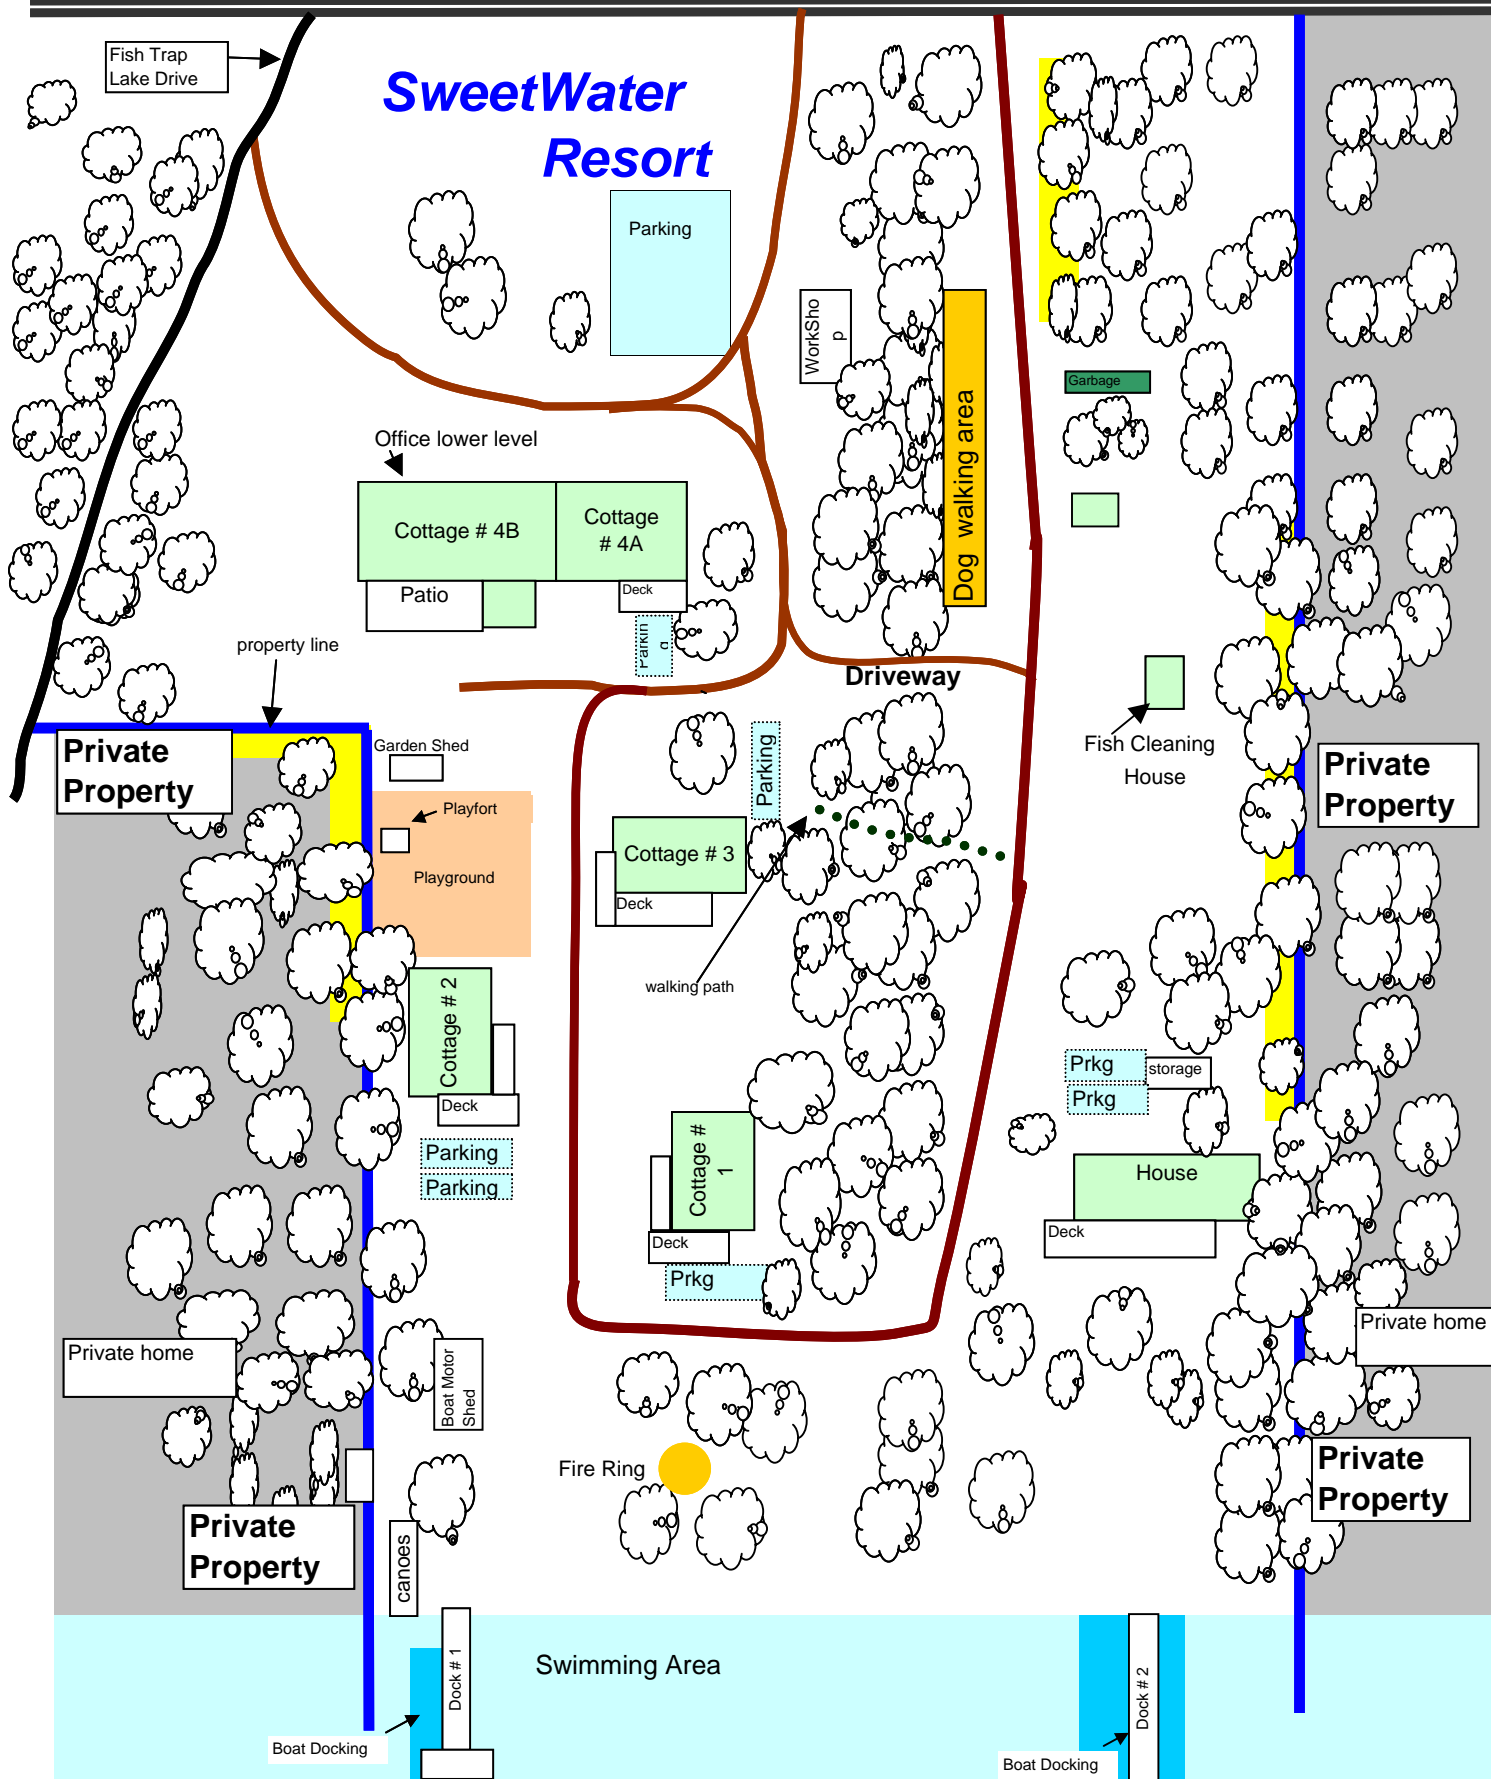 Fish Trap
Lake Drive
SweetWater
Resort
Parking
WorkSho
p
Garbage
Dog walking area
Office lower level
Cottage # 4B
Cottage
# 4A
Patio
Deck
Parkin
g
property line
Driveway
Private
Property
Garden Shed
Playfort
Playground
Parking
Cottage # 3
Deck
walking path
Fish Cleaning
House
Private
Property
Cottage # 2
Deck
Parking
Parking
Prkg
storage
Prkg
Cottage #
1
Deck
Prkg
House
Deck
Private home
Boat Motor
Shed
Private home
Fire Ring
Private
Property
Private
Property
canoes
Dock # 1
Swimming Area
Dock # 2
Boat Docking
Boat Docking